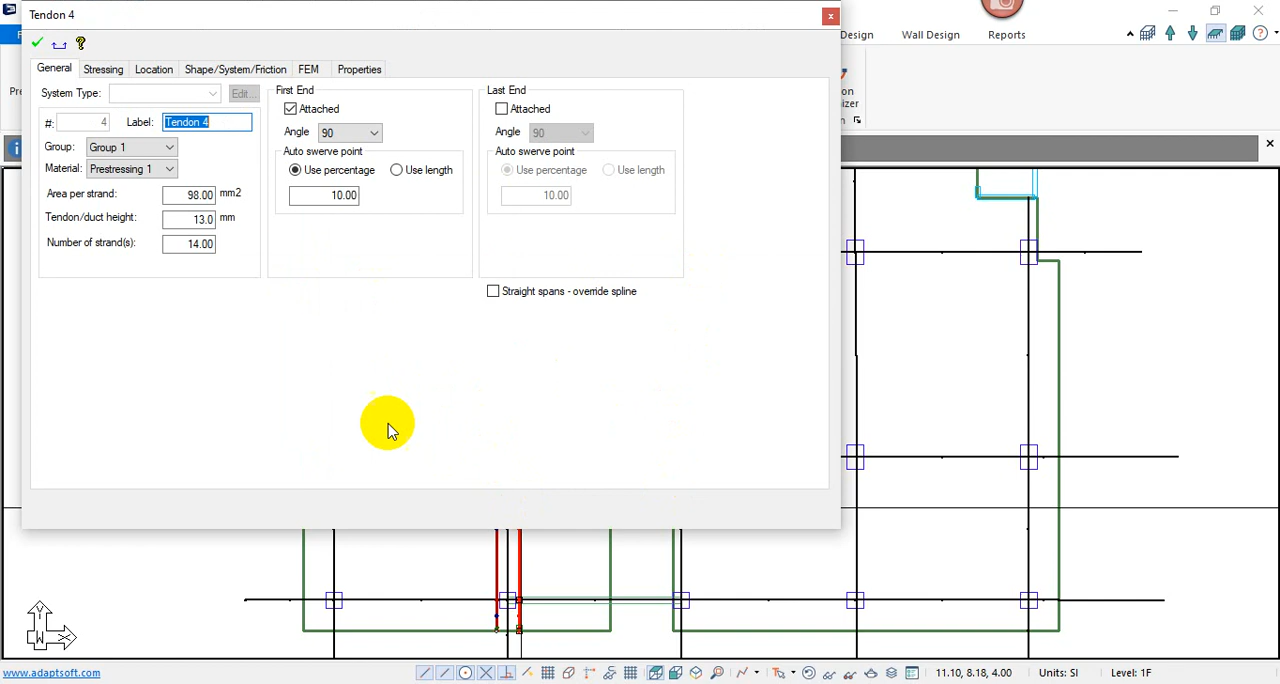 Tendon 4
x
General Stressing Location Shape/System/Friction FEM Properties
System Type: Edit...
#: 4 Label: Tendon 4
Group: Group 1
Material: Prestressing 1
Area per strand: 98.00 mm2
Tendon/duct height: 13.0 mm
Number of strand(s): 14.00
First End
Attached
Angle 90
Auto swerve point
Use percentage Use length
10.00
Last End
Attached
Angle 90
Auto swerve point
Use percentage Use length
10.00
Straight spans - override spline
Design Wall Design Reports
Y
W X
www.adaptsoft.com 11.10, 8.18, 4.00 Units: SI Level: 1F